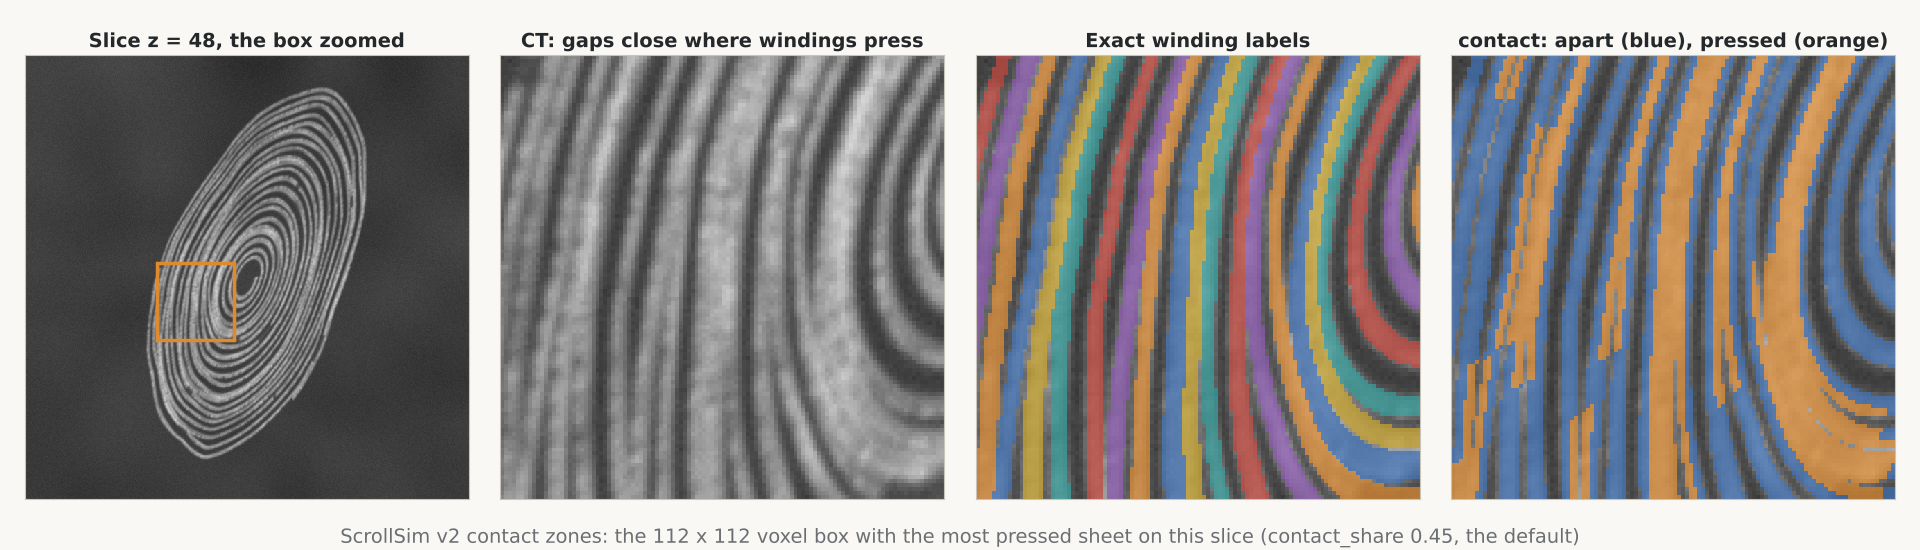 Slice z = 48, the box zoomed
CT: gaps close where windings press
Exact winding labels
contact: apart (blue), pressed (orange)
ScrollSim v2 contact zones: the 112 x 112 voxel box with the most pressed sheet on this slice (contact_share 0.45, the default)